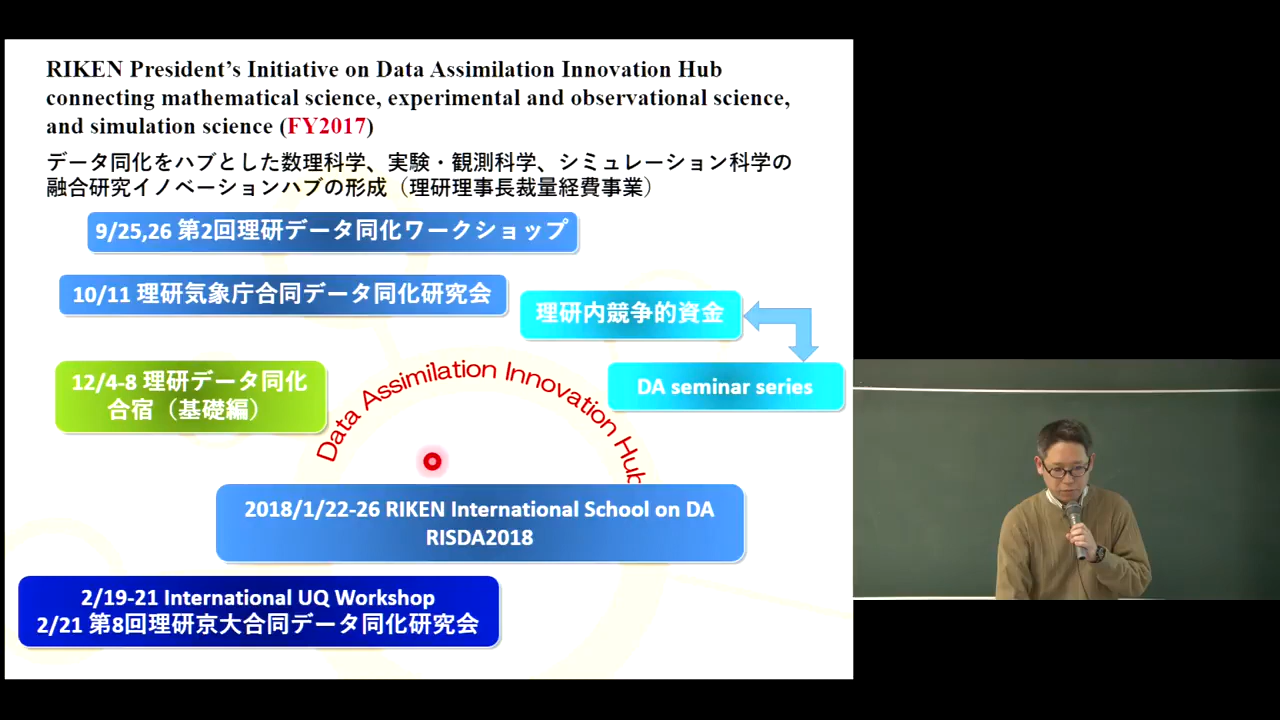 RIKEN President's Initiative on Data Assimilation Innovation Hub
connecting mathematical science, experimental and observational science,
and simulation science (FY2017)
データ同化をハブとした数理科学、実験・観測科学、シミュレーション科学の
融合研究イノベーションハブの形成（理研理事長裁量経費事業）
9/25,26 第2回理研データ同化ワークショップ
10/11 理研気象庁合同データ同化研究会
理研内競争的資金
12/4-8 理研データ同化
合宿（基礎編）
DA seminar series
Data Assimilation Innovation Hub
2018/1/22-26 RIKEN International School on DA
RISDA2018
2/19-21 International UQ Workshop
2/21 第8回理研京大合同データ同化研究会